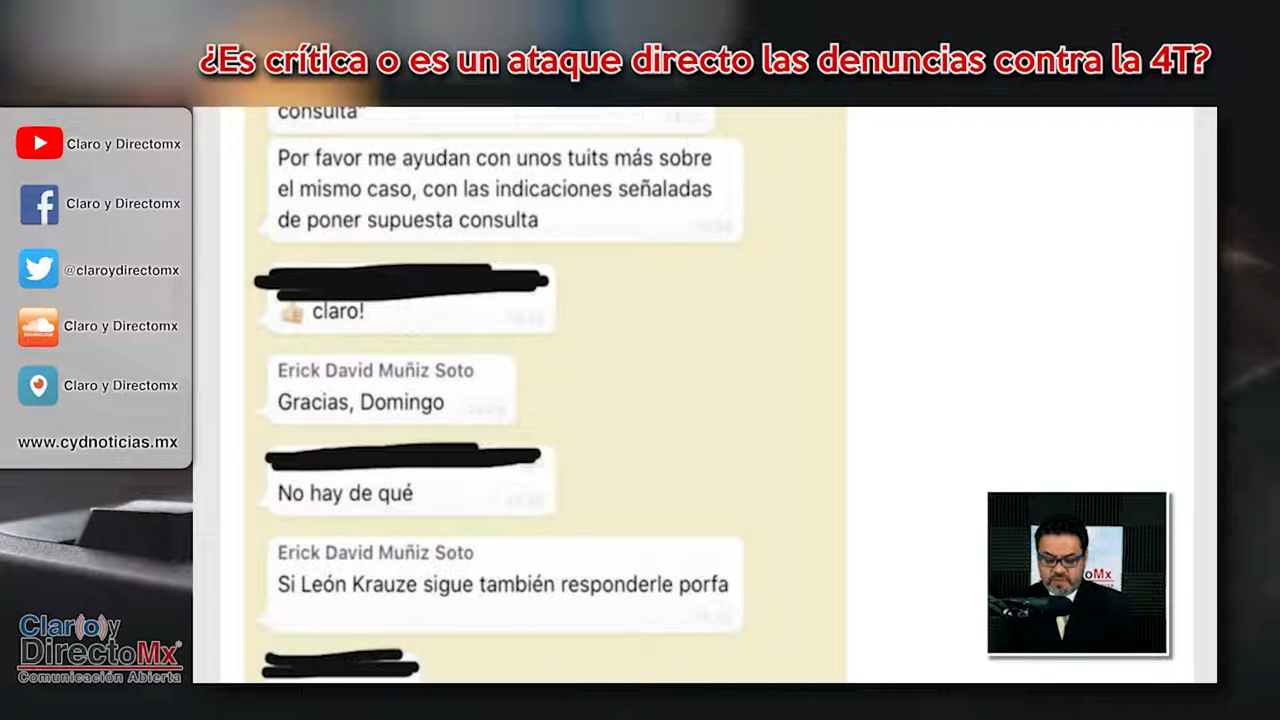 ¿Es crítica o es un ataque directo las denuncias contra la 4T?
Claro y Directomx
Claro y Directomx
@claroydirectomx
Claro y Directomx
Claro y Directomx
www.cydnoticias.mx
Claroy
DirectoMx
Comunicación Abierta
consulta"
Por favor me ayudan con unos tuits más sobre
el mismo caso, con las indicaciones señaladas
de poner supuesta consulta
claro!
Erick David Muñiz Soto
Gracias, Domingo
No hay de qué
Erick David Muñiz Soto
Si León Krauze sigue también responderle porfa
oMx